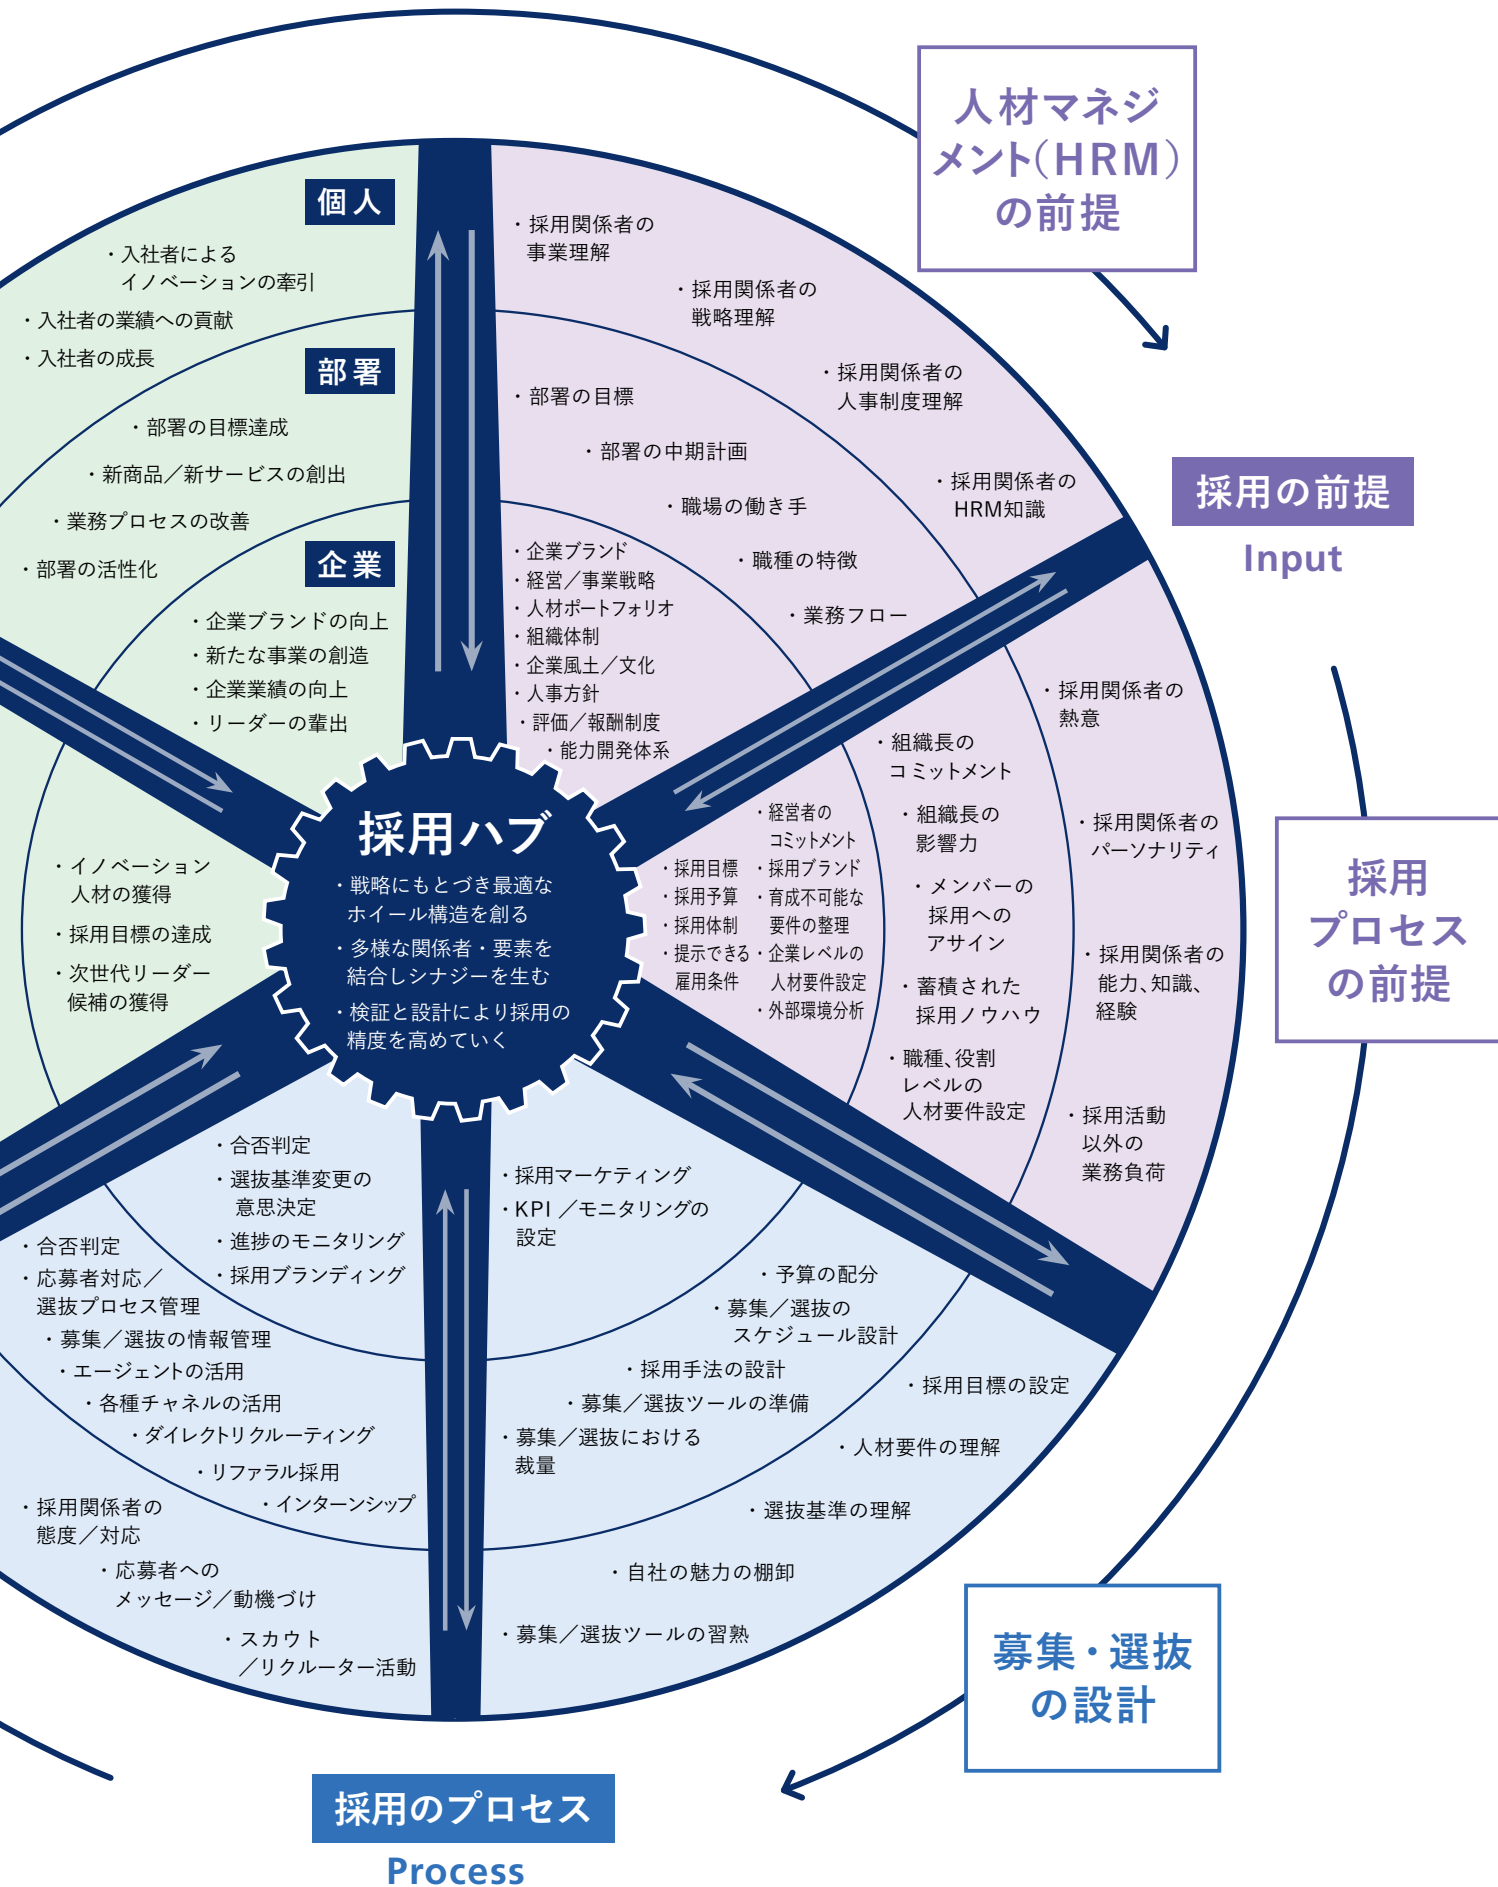 人材マネジ
メント(HRM)
の前提
採用の前提
Input
採用
プロセス
の前提
募集・選抜
の設計
採用のプロセス
Process
個人
・入社者による
イノベーションの牽引
・入社者の業績への貢献
・入社者の成長
部署
・部署の目標達成
・新商品／新サービスの創出
・業務プロセスの改善
・部署の活性化
企業
・企業ブランドの向上
・新たな事業の創造
・企業業績の向上
・リーダーの輩出
・採用関係者の
事業理解
・採用関係者の
戦略理解
・採用関係者の
人事制度理解
・採用関係者の
HRM知識
・部署の目標
・部署の中期計画
・職場の働き手
・職種の特徴
・業務フロー
・企業ブランド
・経営／事業戦略
・人材ポートフォリオ
・組織体制
・企業風土／文化
・人事方針
・評価／報酬制度
・能力開発体系
採用ハブ
・戦略にもとづき最適な
ホイール構造を創る
・多様な関係者・要素を
結合しシナジーを生む
・検証と設計により採用の
精度を高めていく
・採用目標
・採用予算
・採用体制
・提示できる
雇用条件
・経営者の
コミットメント
・採用ブランド
・育成不可能な
要件の整理
・企業レベルの
人材要件設定
・外部環境分析
・組織長の
コミットメント
・組織長の
影響力
・メンバーの
採用への
アサイン
・蓄積された
採用ノウハウ
・職種、役割
レベルの
人材要件設定
・採用関係者の
熱意
・採用関係者の
パーソナリティ
・採用関係者の
能力、知識、
経験
・採用活動
以外の
業務負荷
・イノベーション
人材の獲得
・採用目標の達成
・次世代リーダー
候補の獲得
・採用マーケティング
・KPI／モニタリングの
設定
・予算の配分
・募集／選抜の
スケジュール設計
・採用手法の設計
・募集／選抜ツールの準備
・募集／選抜における
裁量
・採用目標の設定
・人材要件の理解
・選抜基準の理解
・自社の魅力の棚卸
・募集／選抜ツールの習熟
・合否判定
・選抜基準変更の
意思決定
・進捗のモニタリング
・採用ブランディング
・合否判定
・応募者対応／
選抜プロセス管理
・募集／選抜の情報管理
・エージェントの活用
・各種チャネルの活用
・ダイレクトリクルーティング
・リファラル採用
・インターンシップ
・採用関係者の
態度／対応
・応募者への
メッセージ／動機づけ
・スカウト
／リクルーター活動